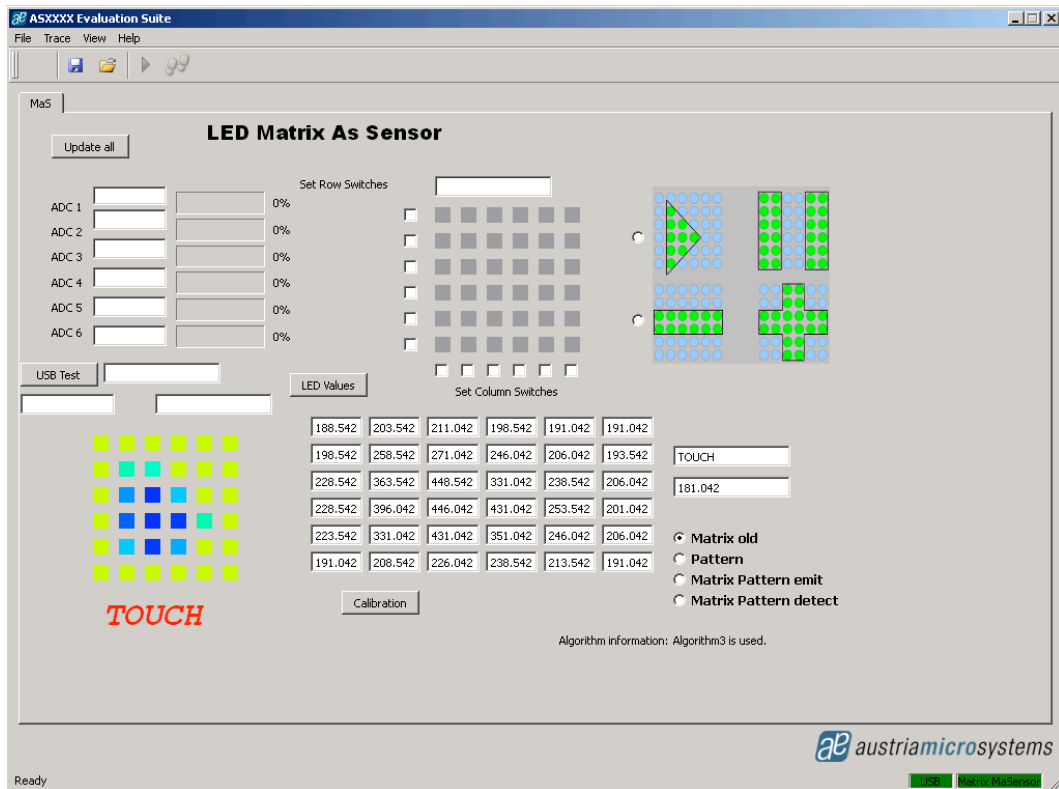 ASXXXX Evaluation Suite
File Trace View Help
MaS
Update all
LED Matrix As Sensor
Set Row Switches
ADC 1
0%
ADC 2
0%
ADC 3
0%
ADC 4
0%
ADC 5
0%
ADC 6
0%
USB Test
LED Values
Set Column Switches
188.542 203.542 211.042 198.542 191.042 191.042
198.542 258.542 271.042 246.042 206.042 193.542
TOUCH
228.542 363.542 448.542 331.042 238.542 206.042
181.042
228.542 396.042 446.042 431.042 253.542 201.042
223.542 331.042 431.042 351.042 246.042 206.042
191.042 208.542 226.042 238.542 213.542 191.042
Matrix old
Pattern
Matrix Pattern emit
Matrix Pattern detect
Calibration
TOUCH
Algorithm information: Algorithm3 is used.
austriamicrosystems
Ready
USB Matrix MaSensor